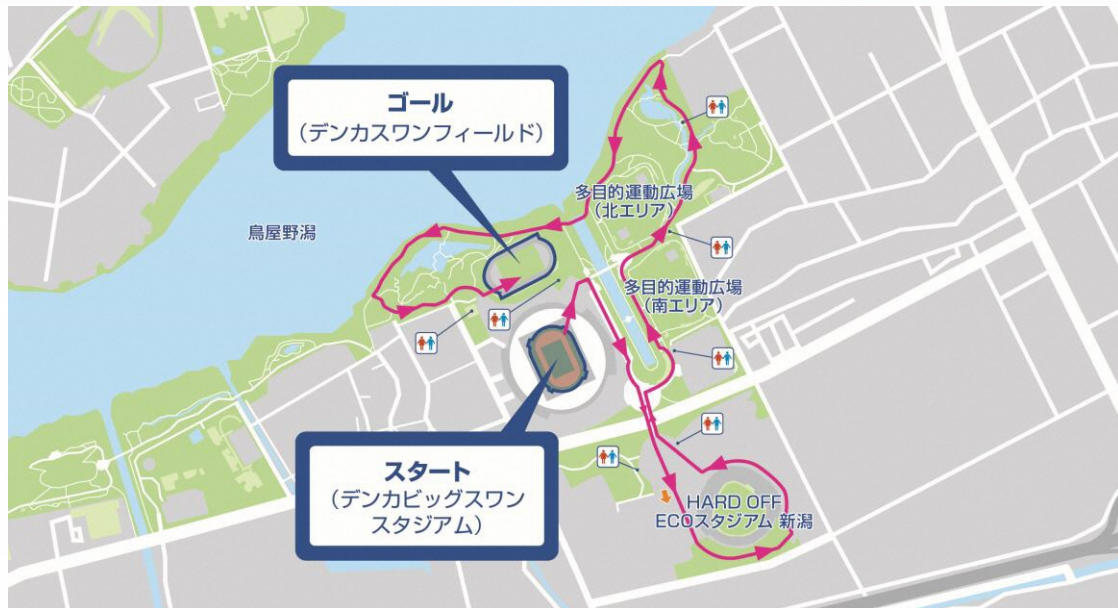 ゴール
（デンカスワンフィールド）
鳥屋野潟
多目的運動広場
（北エリア）
多目的運動広場
（南エリア）
スタート
（デンカビッグスワン
スタジアム）
HARD OFF
ECOスタジアム 新潟